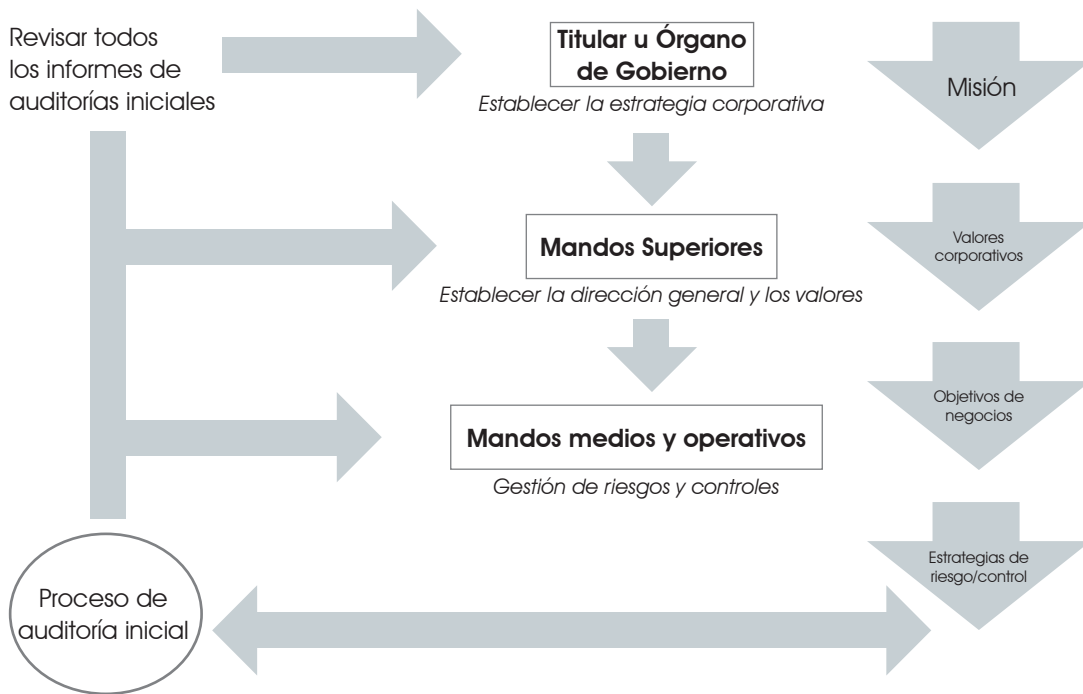 Revisar todos
los informes de
auditorías iniciales
Titular u Órgano
de Gobierno
Establecer la estrategia corporativa
Misión
Mandos Superiores
Establecer la dirección general y los valores
Valores
corporativos
Mandos medios y operativos
Gestión de riesgos y controles
Objetivos de
negocios
Proceso de
auditoría inicial
Estrategias de
riesgo/control